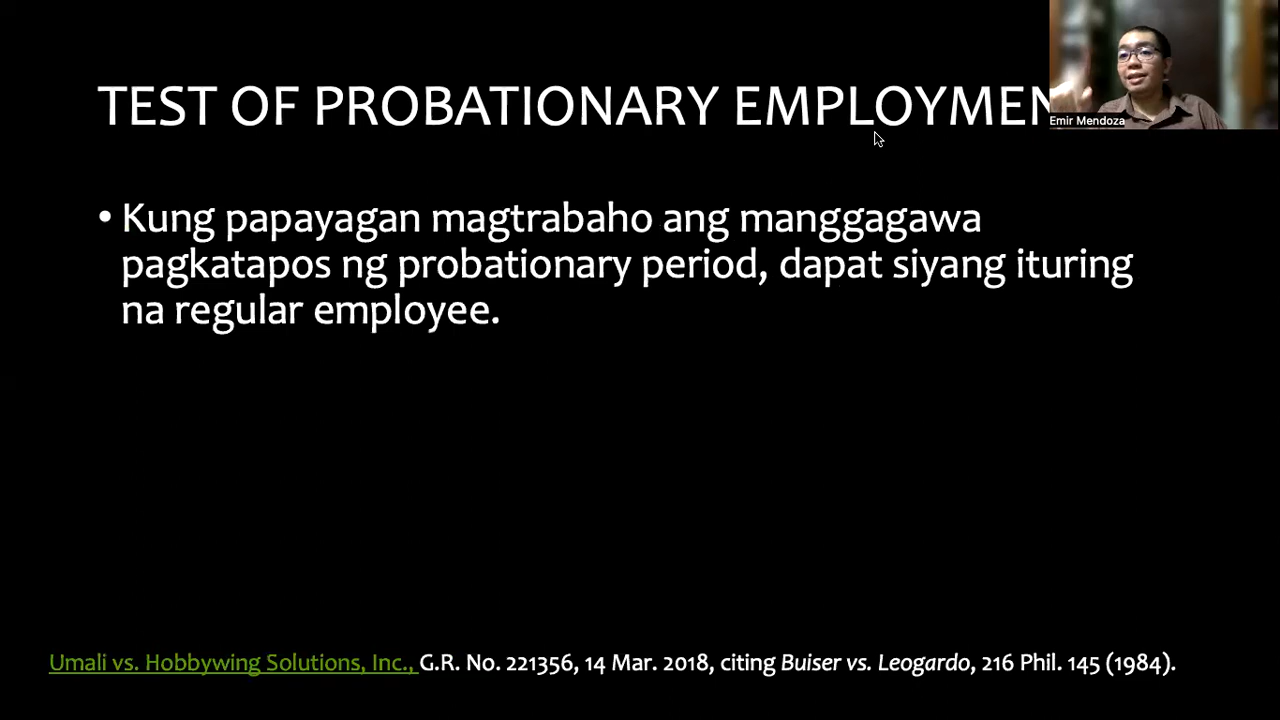 TEST OF PROBATIONARY EMPLOYMEN
Emir Mendoza
• Kung papayagan magtrabaho ang manggagawa
pagkatapos ng probationary period, dapat siyang ituring
na regular employee.
Umali vs. Hobbywing Solutions, Inc., G.R. No. 221356, 14 Mar. 2018, citing Buiser vs. Leogardo, 216 Phil. 145 (1984).